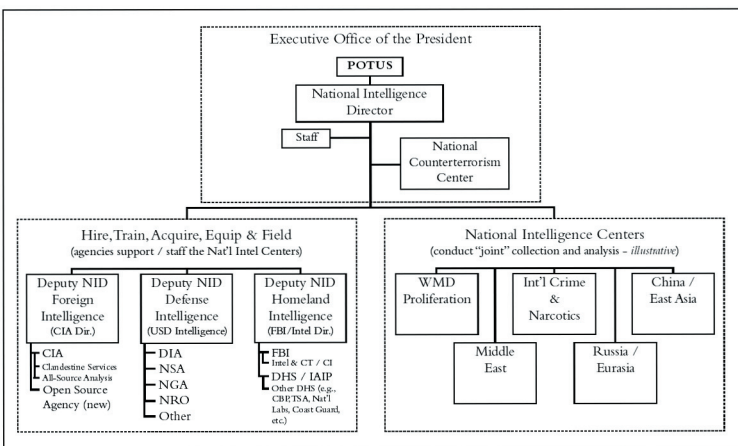 Executive Office of the President
POTUS
National Intelligence
Director
Staff
National
Counterterrorism
Center
Hire, Train, Acquire, Equip & Field
(agencies support / staff the Nat'l Intel Centers)
Deputy NID
Foreign
Intelligence
(CIA Dir.)
CIA
Clandestine Services
All-Source Analysis
Open Source
Agency (new)
Deputy NID
Defense
Intelligence
(USD Intelligence)
DIA
NSA
NGA
NRO
Other
Deputy NID
Homeland
Intelligence
(FBI/Intel Dir.)
FBI
Intel & CT / CI
DHS / IAIP
Other DHS (e.g.,
CBP, TSA, Nat'l
Labs, Coast Guard,
etc.)
National Intelligence Centers
(conduct "joint" collection and analysis – illustrative)
WMD
Proliferation
Int'l Crime
&
Narcotics
China /
East Asia
Middle
East
Russia /
Eurasia